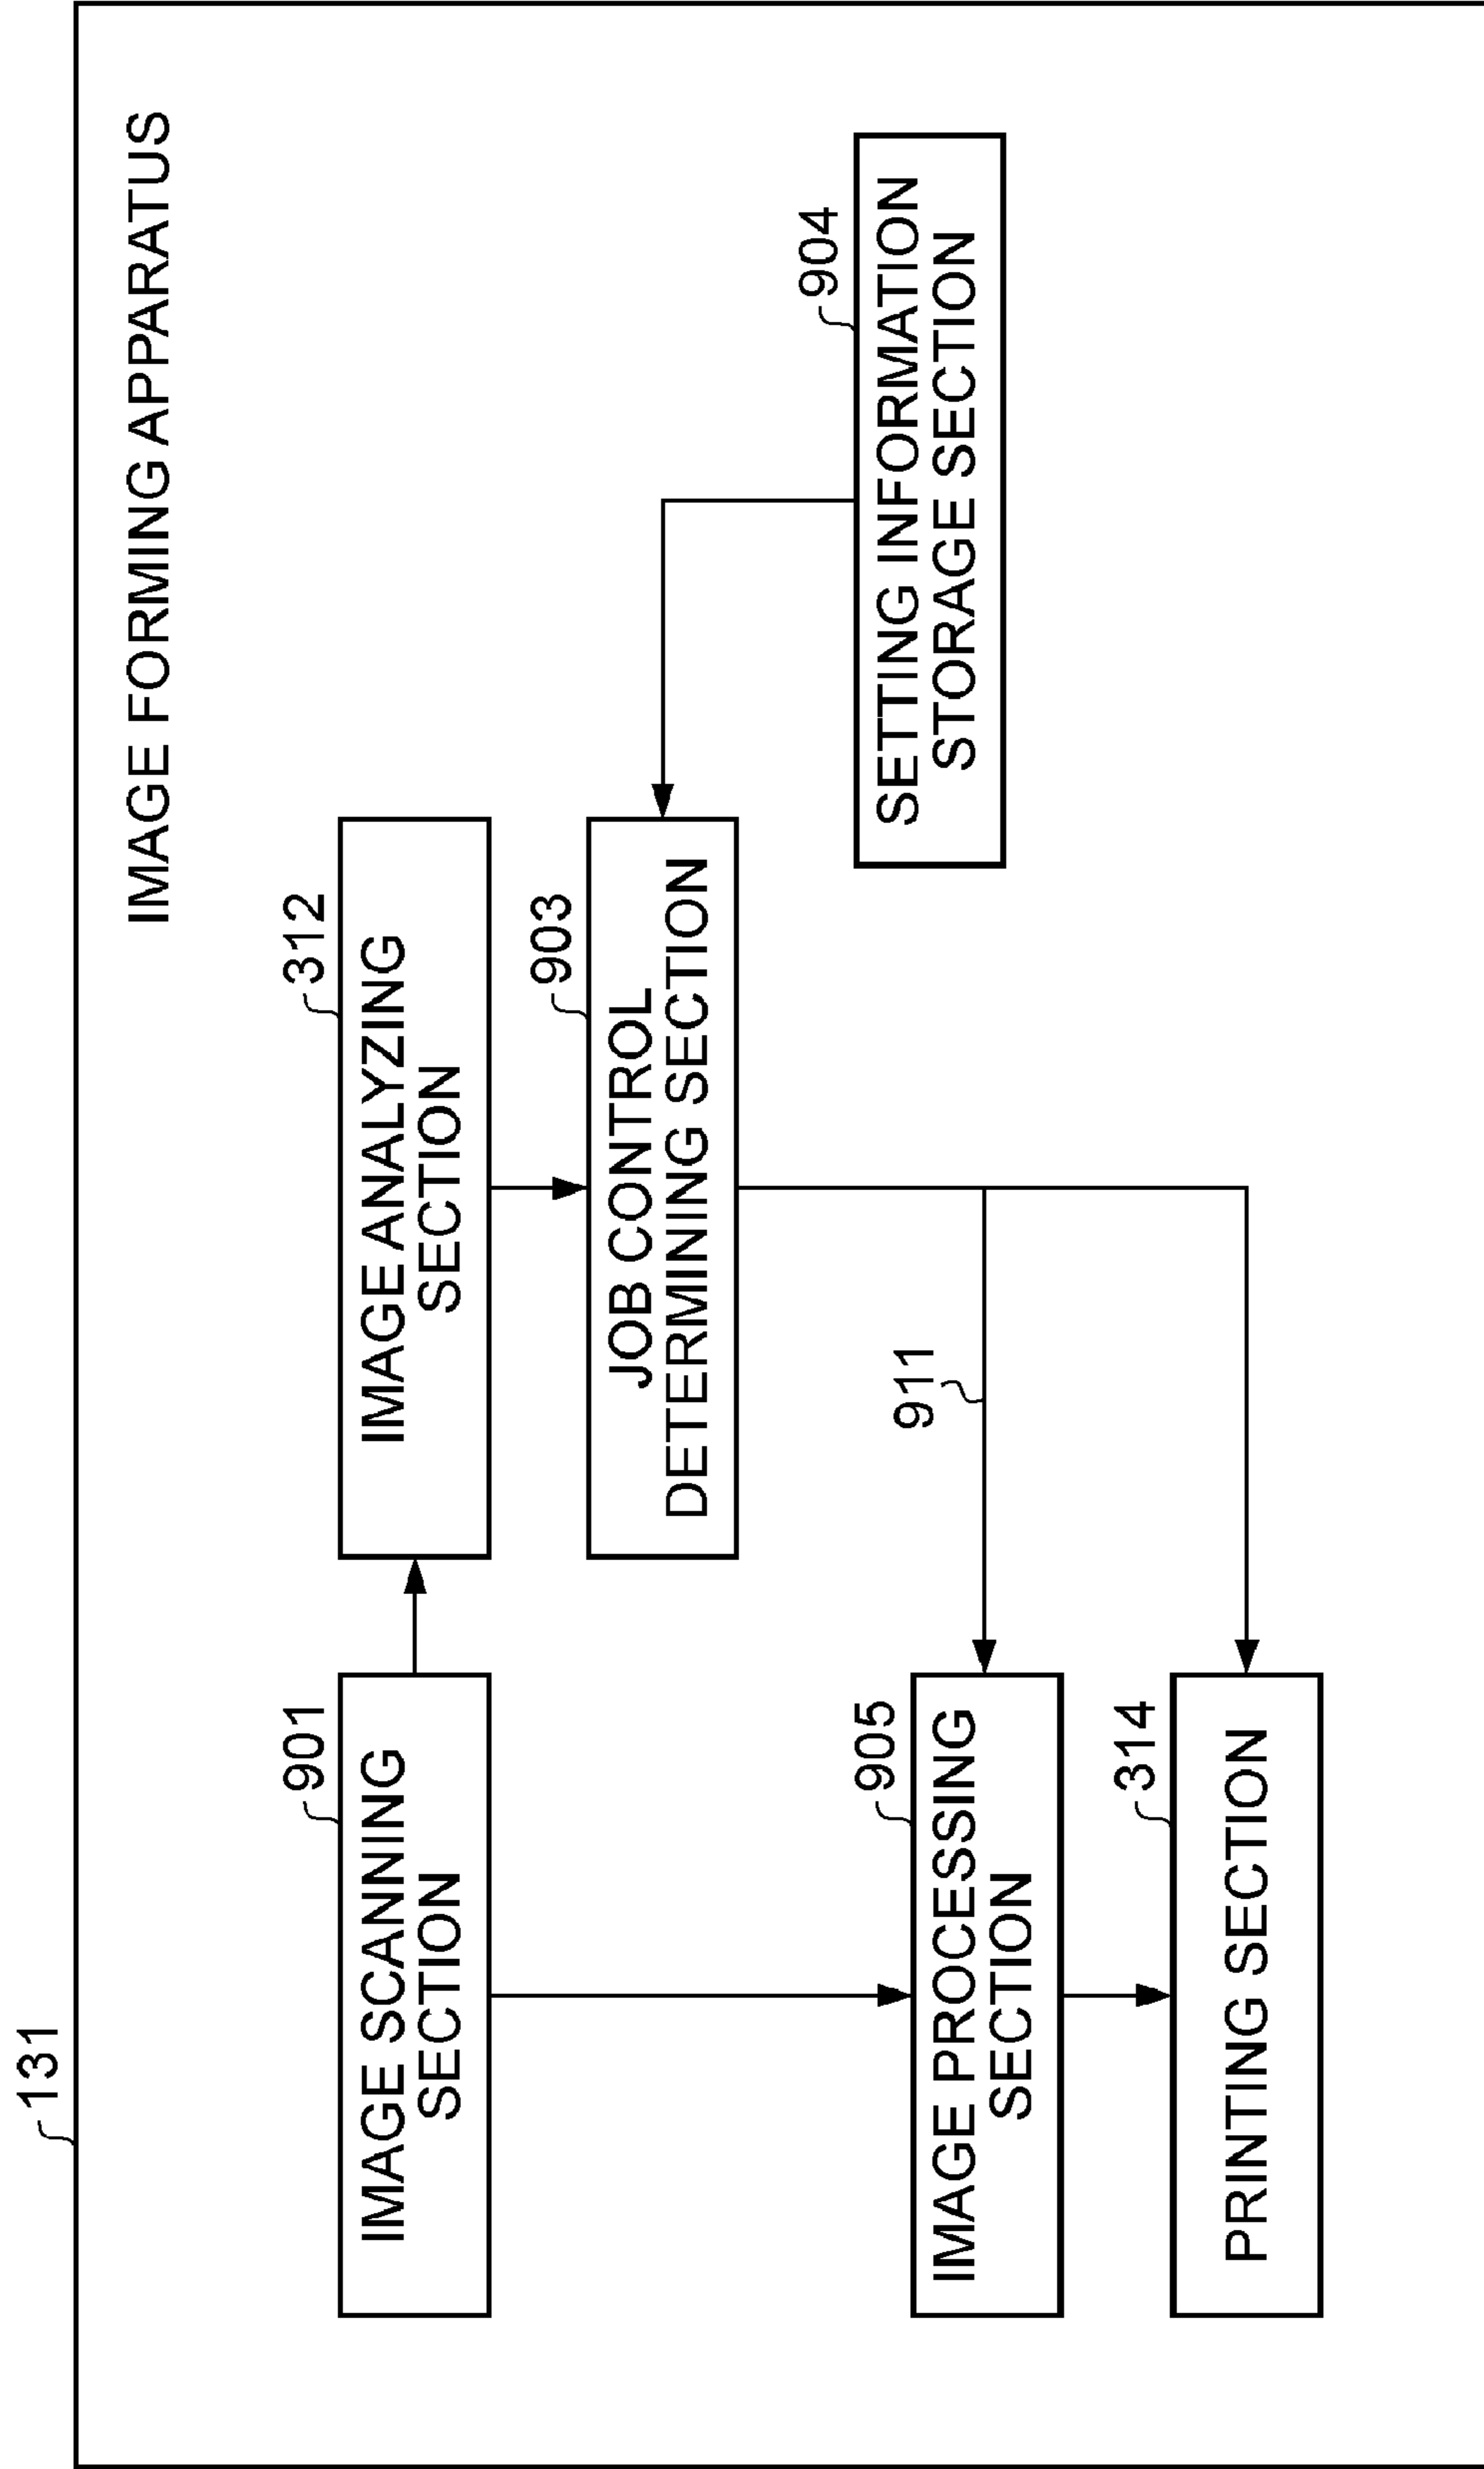 131
IMAGE FORMING APPARATUS
901
IMAGE SCANNING
SECTION
312
IMAGE ANALYZING
SECTION
903
JOB CONTROL
DETERMINING SECTION
904
SETTING INFORMATION
STORAGE SECTION
911
905
IMAGE PROCESSING
SECTION
314
PRINTING SECTION